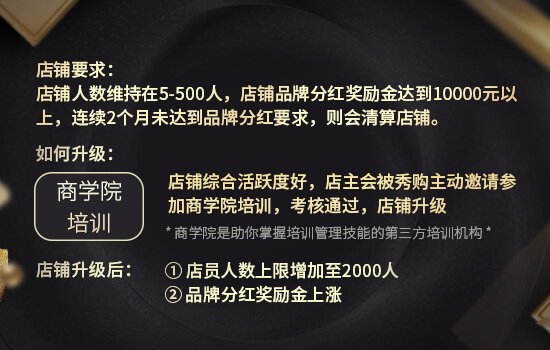 店铺要求：
店铺人数维持在5-500人，店铺品牌分红奖励金达到10000元以
上，连续2个月未达到品牌分红要求，则会清算店铺。
如何升级：
商学院
培训
店铺综合活跃度好，店主会被秀购主动邀请参
加商学院培训，考核通过，店铺升级
*商学院是助你掌握培训管理技能的第三方培训机构*
店铺升级后：
①店员人数上限增加至2000人
②品牌分红奖励金上涨